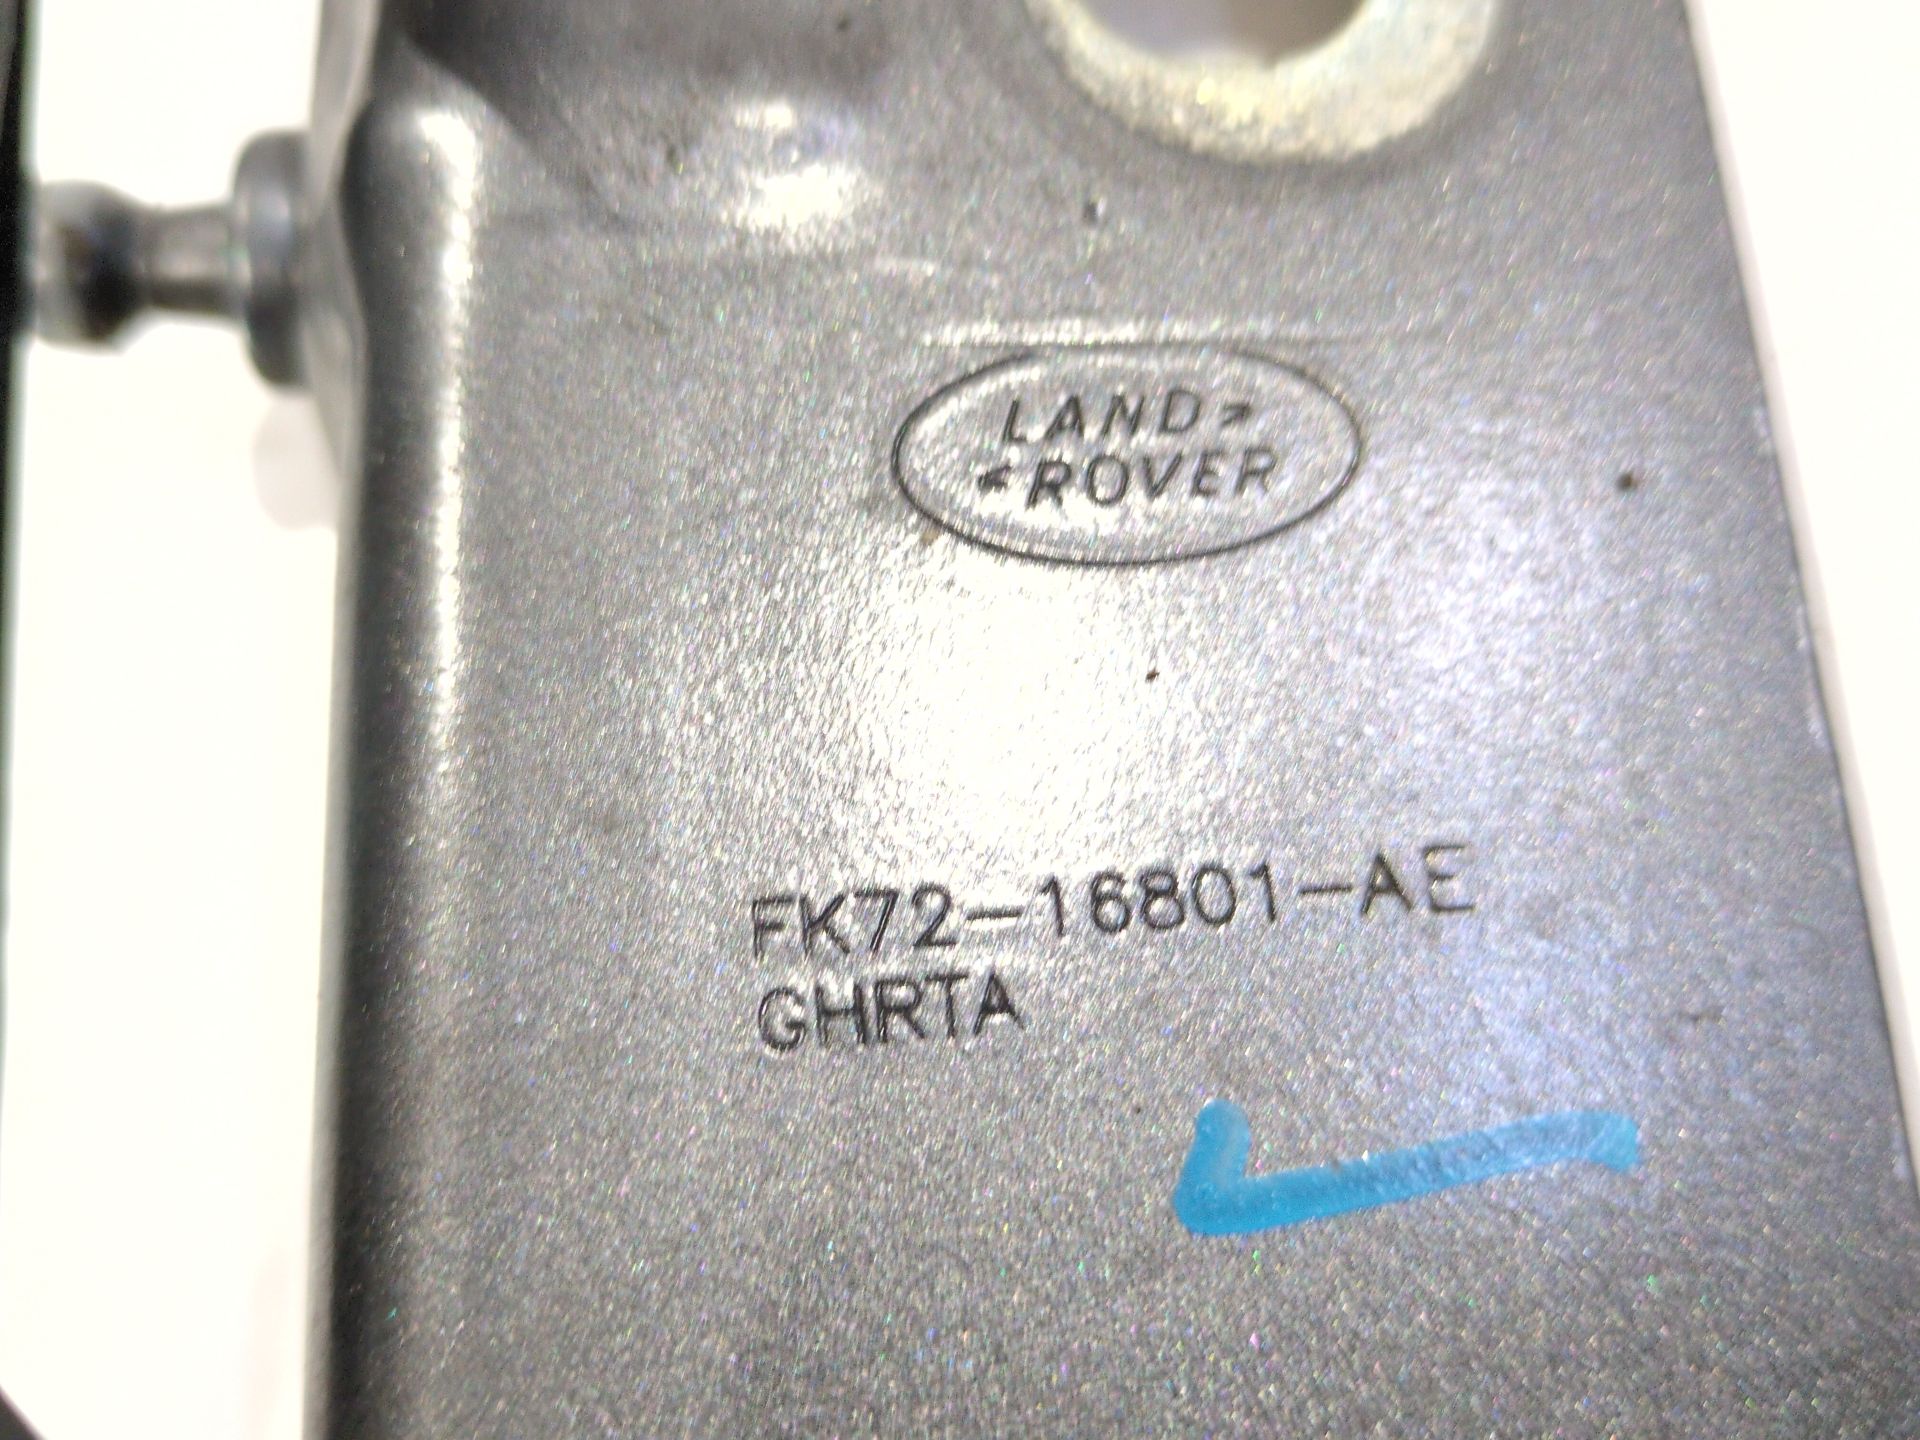 LAND
ROVER
FK72-16801-AE
GHRTA